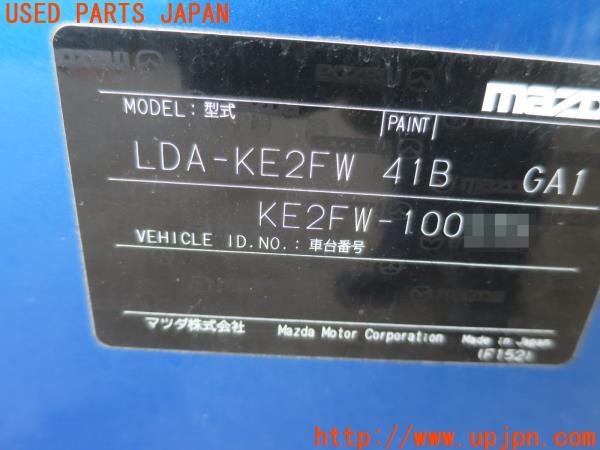 USED PARTS JAPAN
mazda
MODEL: 型式
PAINT
LDA-KE2FW 41B GA1
KE2FW-100
VEHICLE ID.NO.: 車台番号
マツダ株式会社 Mazda Motor Corporation Made in Japan
(F152)
http://www.upjpn.com